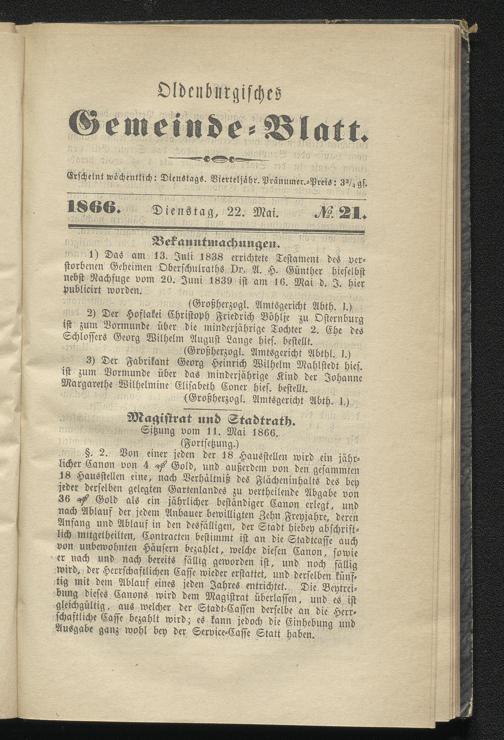 Oldenburgisches
Gemeinde-Blatt.
Erscheint wöchentlich: Dienstags. Vierteljähr. Pränumer.-Preis: 3¾ gs.
1866. Dienstag, 22. Mai. № 21.
Bekanntmachungen.
1) Das am 13. Juli 1838 errichtete Testament des ver-
storbenen Geheimen Oberschulraths Dr. A. H. Günther hieselbst
nebst Nachfuge vom 20. Juni 1839 ist am 16. Mai d. J. hier
publicirt worden.
(Großherzogl. Amtsgericht Abth. I.)
2) Der Hoflakei Christoph Friedrich Böhlje zu Osternburg
ist zum Vormunde über die minderjährige Tochter 2. Ehe des
Schlossers Georg Wilhelm August Lange hies. bestellt.
(Großherzogl. Amtsgericht Abthl. I.)
3) Der Fabrikant Georg Heinrich Wilhelm Mahlstedt hies.
ist zum Vormunde über das minderjährige Kind der Johanne
Margarethe Wilhelmine Elisabeth Coner hies. bestellt.
(Großherzogl. Amtsgericht Abth. I.)
Magistrat und Stadtrath.
Sitzung vom 11. Mai 1866.
(Fortsetzung.)
§. 2. Von einer jeden der 18 Hausstellen wird ein jähr-
licher Canon von 4 ₰ Gold, und außerdem von den gesammten
18 Hausstellen eine, nach Verhältniß des Flächeninhalts des bey
jeder derselben gelegten Gartenlandes zu vertheilende Abgabe von
36 ₰ Gold als ein jährlicher beständiger Canon erlegt, und
nach Ablauf der jedem Anbauer bewilligten Zehn Freyjahre, deren
Anfang und Ablauf in den desfälligen, der Stadt hiebey abschrift-
lich mitgetheilten, Contracten bestimmt ist an die Stadtcasse auch
von unbewohnten Häusern bezahlet, welche diesen Canon, sowie
er nach und nach bereits fällig geworden ist, und noch fällig
wird, der Herrschaftlichen Casse wieder erstattet, und derselben künf-
tig mit dem Ablauf eines jeden Jahres entrichtet. Die Beytrei-
bung dieses Canons wird dem Magistrat überlassen, und es ist
gleichgültig, aus welcher der Stadt-Cassen derselbe an die Herr-
schaftliche Casse bezahlt wird; es kann jedoch die Einhebung und
Ausgabe ganz wohl bey der Service-Casse Statt haben.